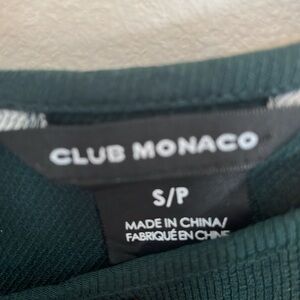 CLUB MONACO
S/P
MADE IN CHINA/
FABRIQUÉ EN CHINE